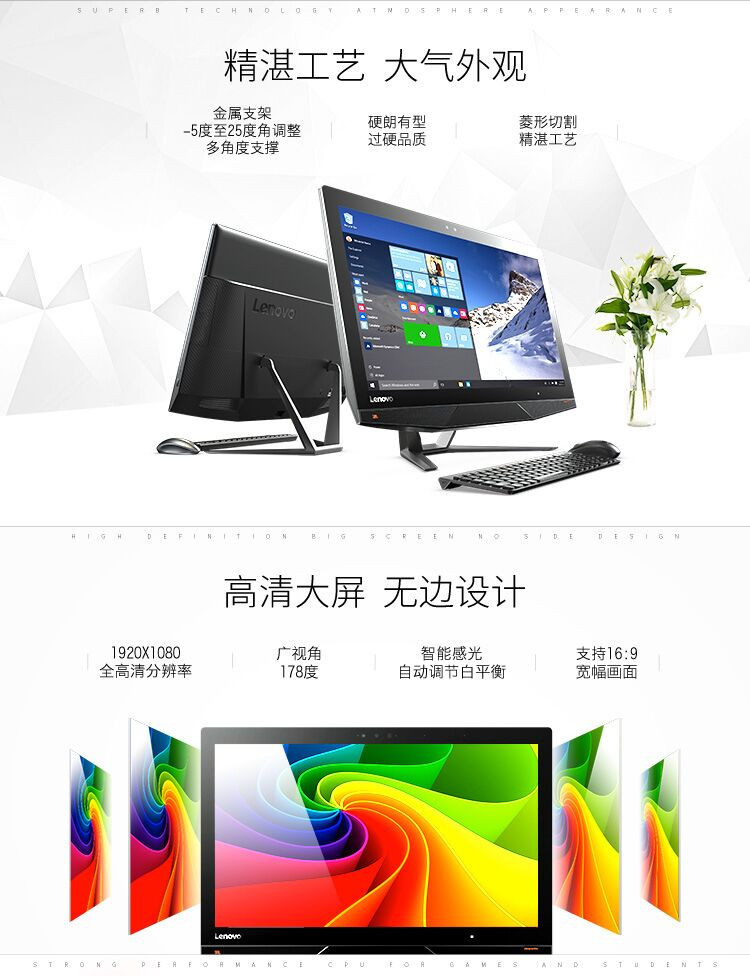 SUPERB TECHNOLOGY ATMOSPHERE APPEARANCE
精湛工艺 大气外观
金属支架
-5度至25度角调整
多角度支撑
硬朗有型
过硬品质
菱形切割
精湛工艺
Lenovo
Lenovo
HIGH DEFINITION BIG SCREEN NO SIDE DESIGN
高清大屏 无边设计
1920X1080
全高清分辨率
广视角
178度
智能感光
自动调节白平衡
支持16:9
宽幅画面
Lenovo
STRONG PERFORMANCE CPU FOR GAMES AND STUDENTS